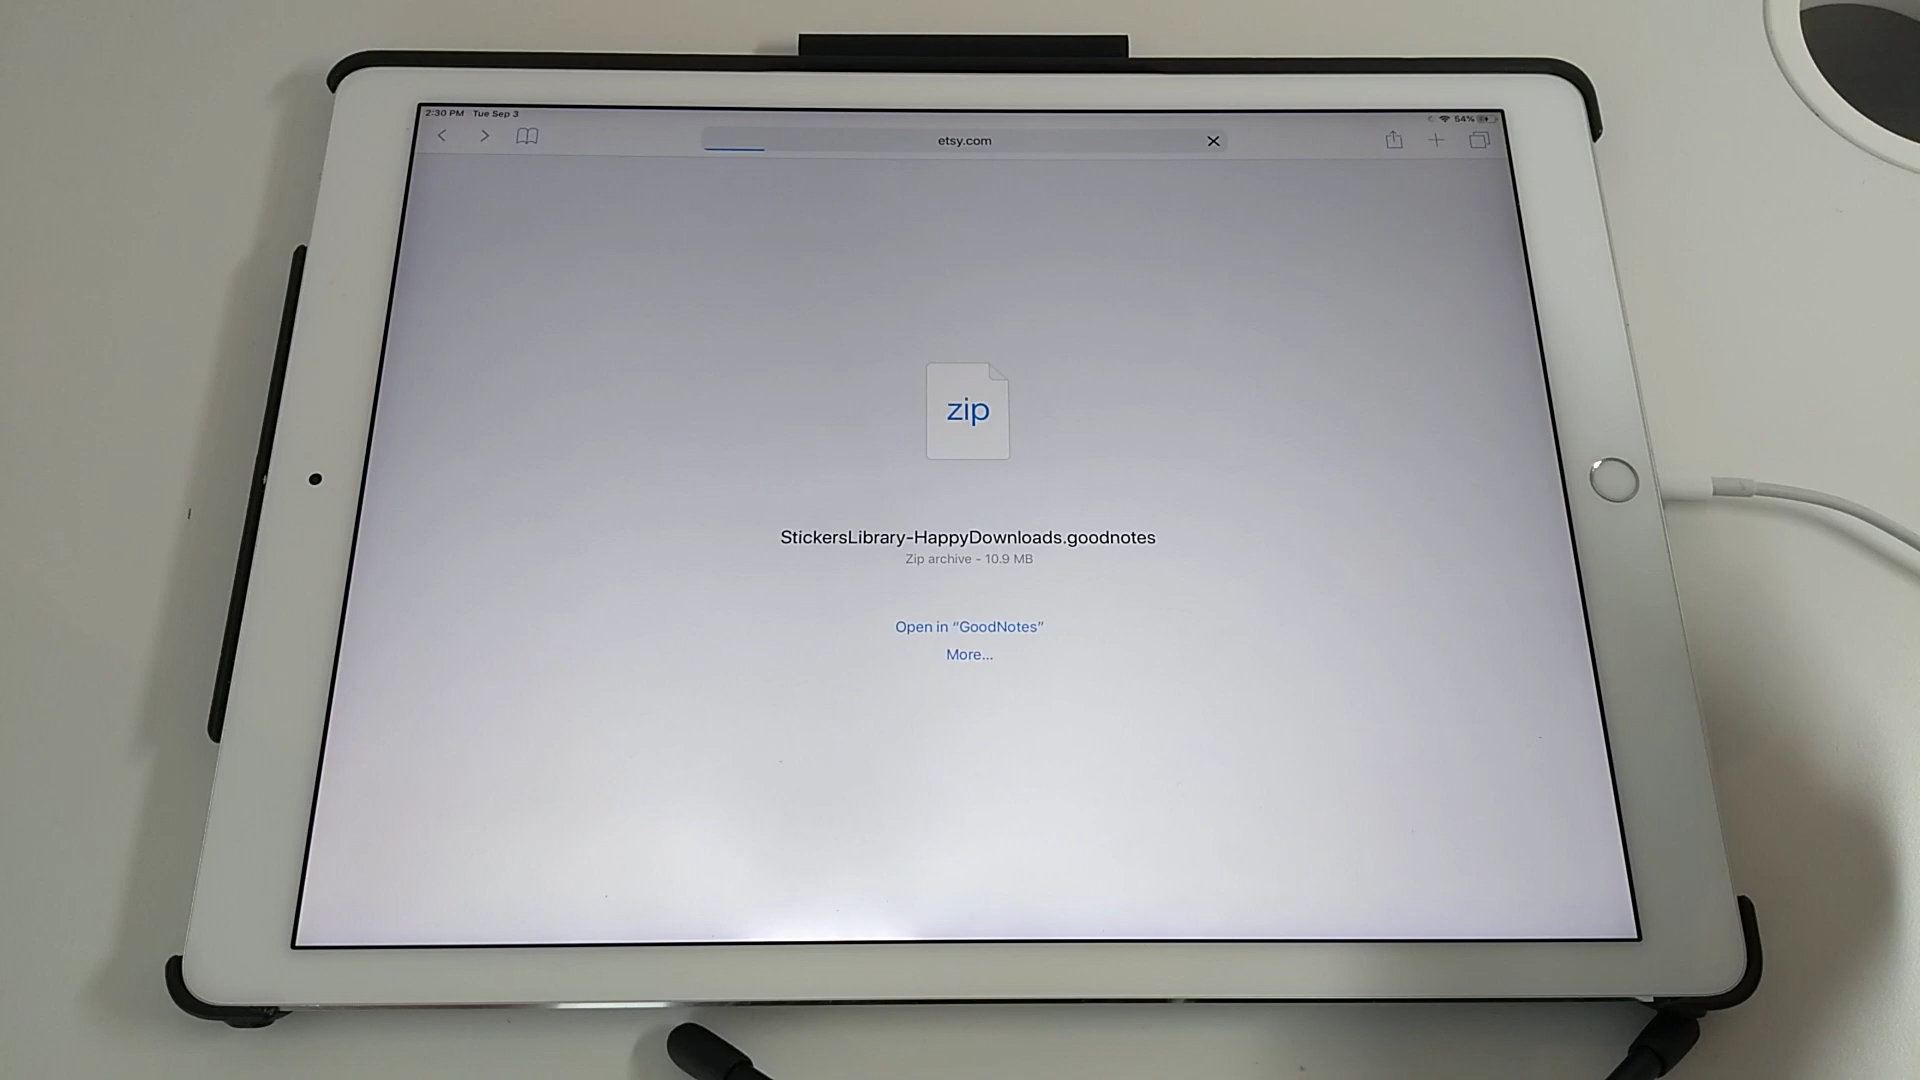 2:30 PM Tue Sep 3
54%
etsy.com
zip
StickersLibrary-HappyDownloads.goodnotes
Zip archive - 10.9 MB
Open in “GoodNotes”
More...